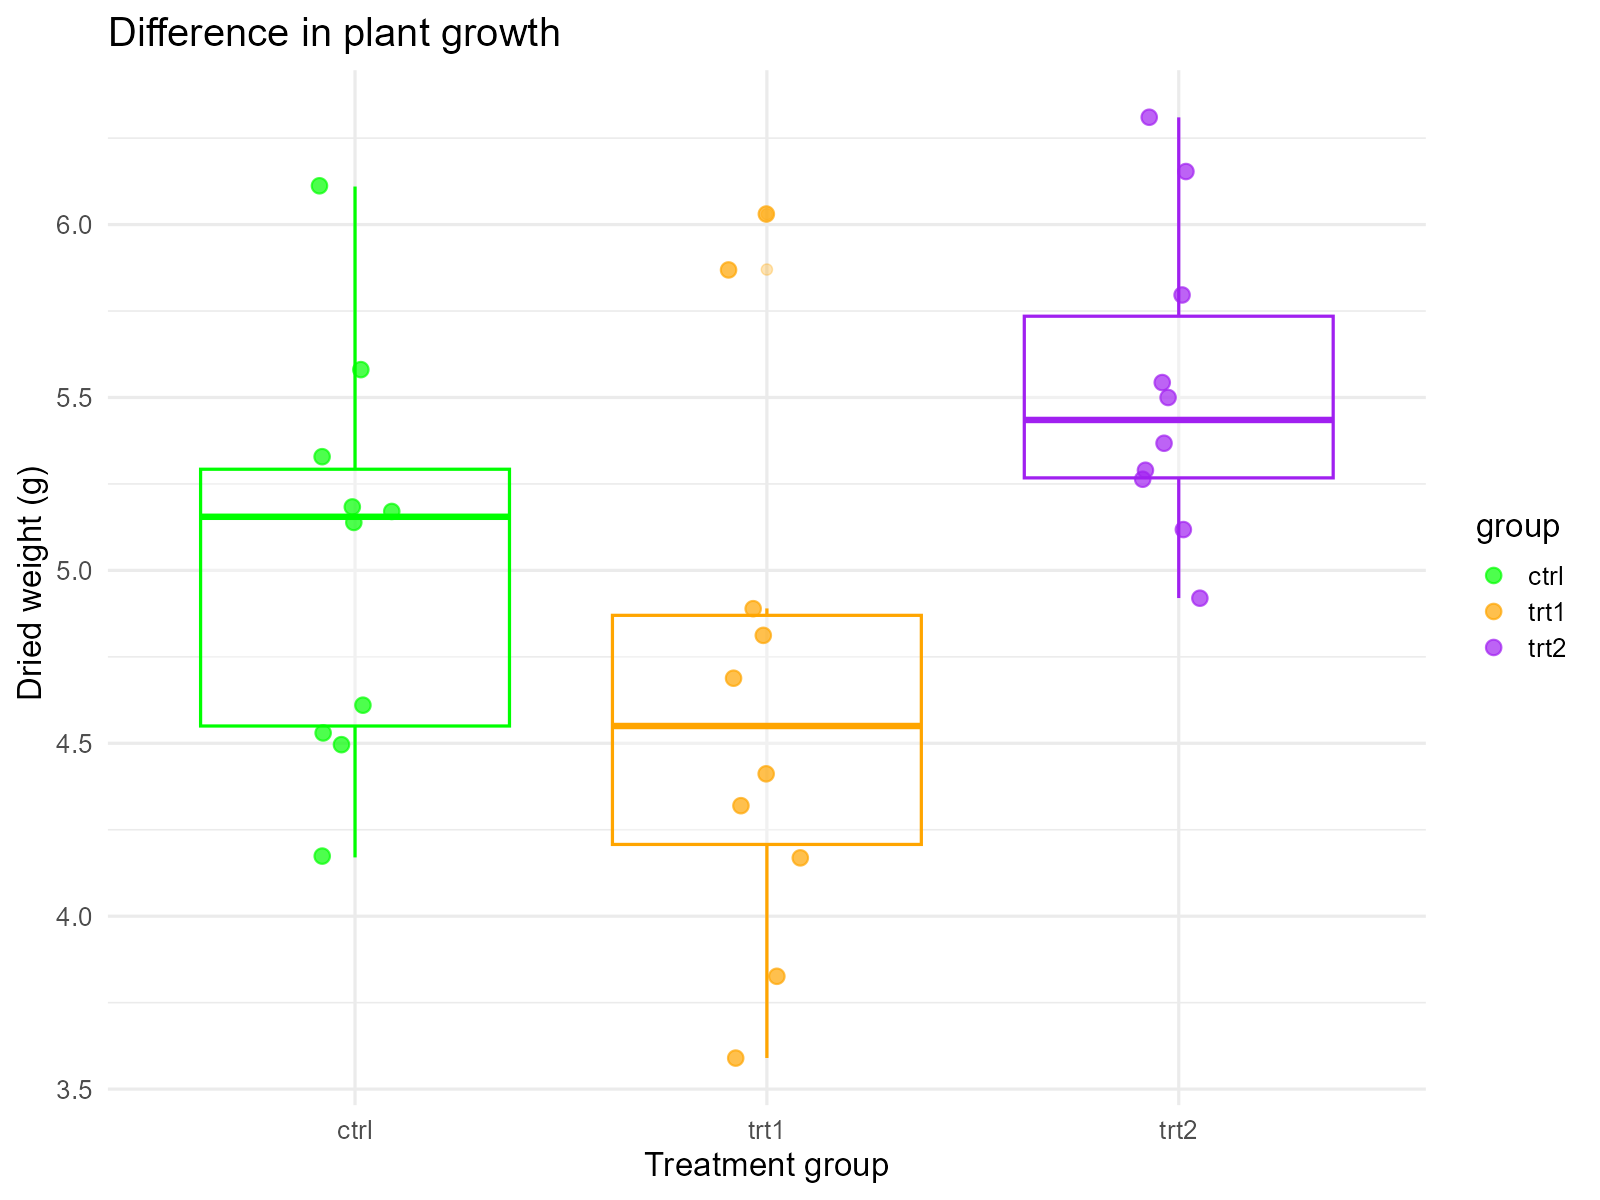 Difference in plant growth
6.0
5.5
5.0
4.5
4.0
3.5
Dried weight (g)
ctrl
trt1
trt2
Treatment group
group
ctrl
trt1
trt2